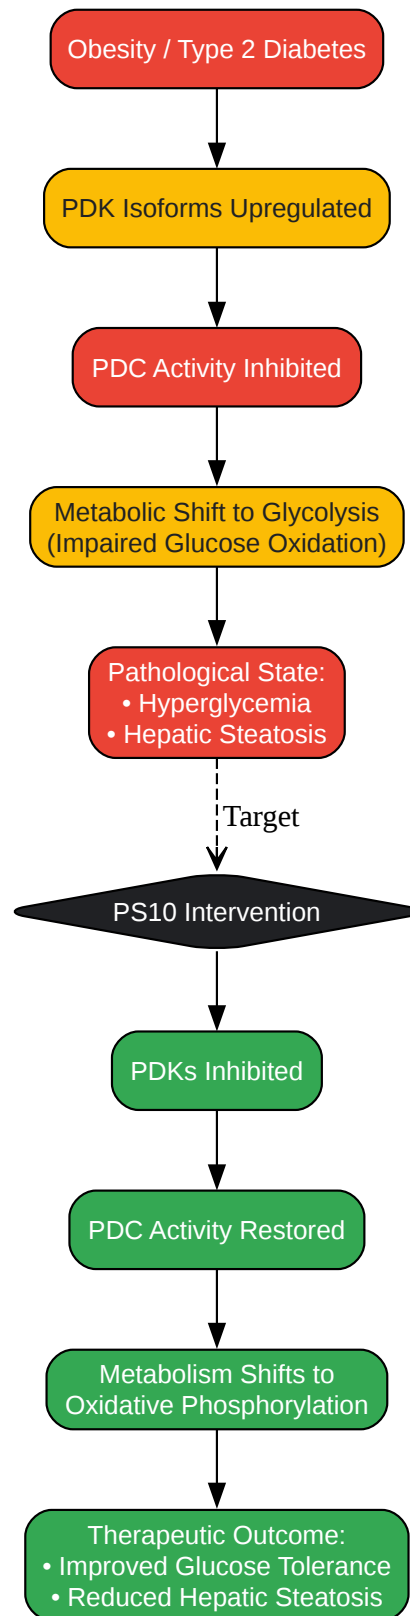 Obesity / Type 2 Diabetes
PDK Isoforms Upregulated
PDC Activity Inhibited
Metabolic Shift to Glycolysis
(Impaired Glucose Oxidation)
Pathological State:
• Hyperglycemia
• Hepatic Steatosis
Target
PS10 Intervention
PDKs Inhibited
PDC Activity Restored
Metabolism Shifts to
Oxidative Phosphorylation
Therapeutic Outcome:
• Improved Glucose Tolerance
• Reduced Hepatic Steatosis